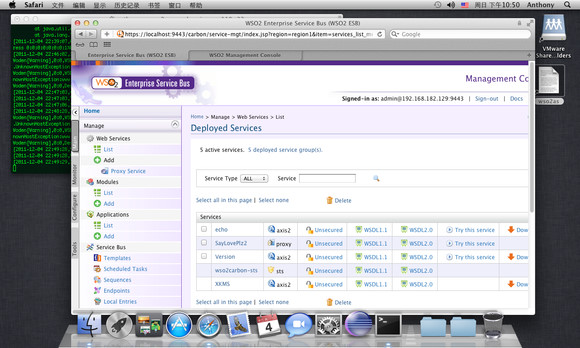 Safari 文件 编辑 显示 历史记录 书签 窗口 帮助 周日下午10:50 Anthony
WSO2 Enterprise Service Bus (WSO2 ESB)
https://localhost:9443/carbon/service-mgt/index.jsp?region=region1&item=services_list_m
Google
Enterprise Service Bus (WSO2 ESB) WSO2 Management Console
WSO2 Enterprise Service Bus
Management Co
Signed-in as: admin@192.168.182.129:9443 | Sign-out | Docs
Home
Manage
Web Services
List
Add
Proxy Service
Modules
List
Add
Applications
List
Add
Service Bus
Templates
Scheduled Tasks
Sequences
Endpoints
Local Entries
Monitor
Configure
Tools
Home > Manage > Web Services > List
Deployed Services
5 active services. 5 deployed service group(s).
Service Type ALL Service
Select all in this page | Select none Delete
Services
echo axis2 Unsecured WSDL1.1 WSDL2.0 Try this service Dow
SayLovePlz2 proxy Unsecured WSDL1.1 WSDL2.0 Try this service
Version axis2 Unsecured WSDL1.1 WSDL2.0 Try this service Dow
wso2carbon-sts sts WSDL1.1 WSDL2.0
XKMS axis2 Unsecured WSDL1.1 WSDL2.0 Dow
Select all in this page | Select none Delete
VMware
Share...lders
wso2as
4